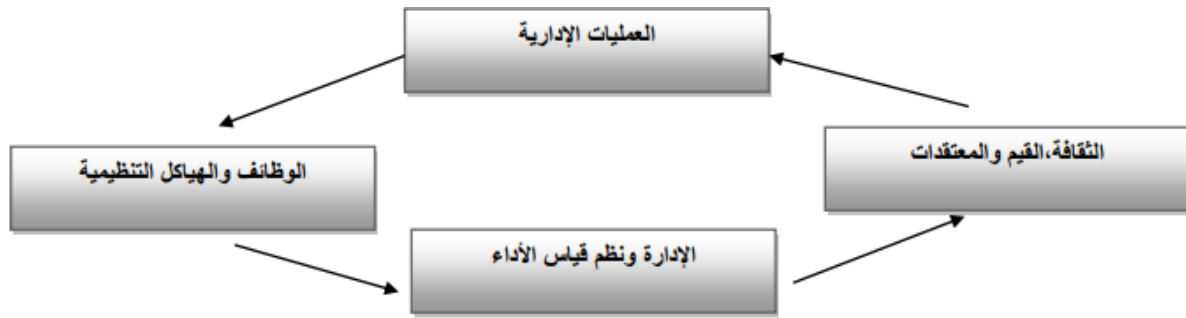 العمليات الإدارية
الثقافة،القيم والمعتقدات
الوظائف والهياكل التنظيمية
الإدارة ونظم قياس الأداء